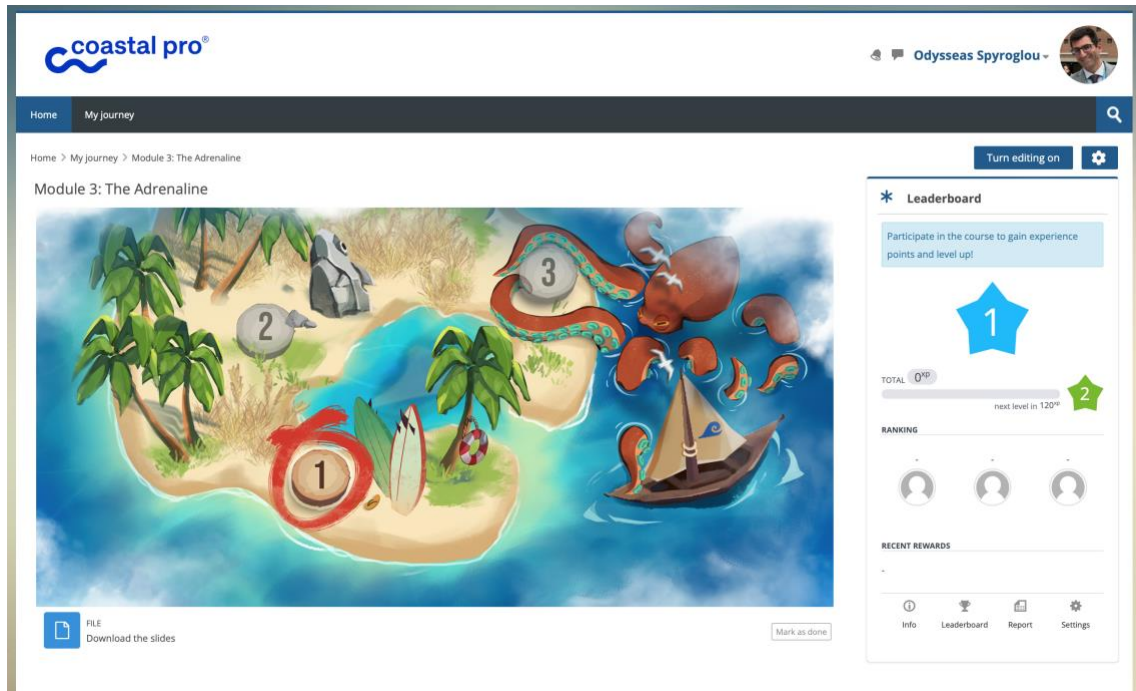 coastal pro®
Odysseas Spyroglou
Home
My journey
Home > My journey > Module 3: The Adrenaline
Turn editing on
Module 3: The Adrenaline
1
2
3
FILE
Download the slides
Mark as done
Leaderboard
Participate in the course to gain experience
points and level up!
1
TOTAL 0xp
2
next level in 120xp
RANKING
- - -
RECENT REWARDS
-
Info Leaderboard Report Settings